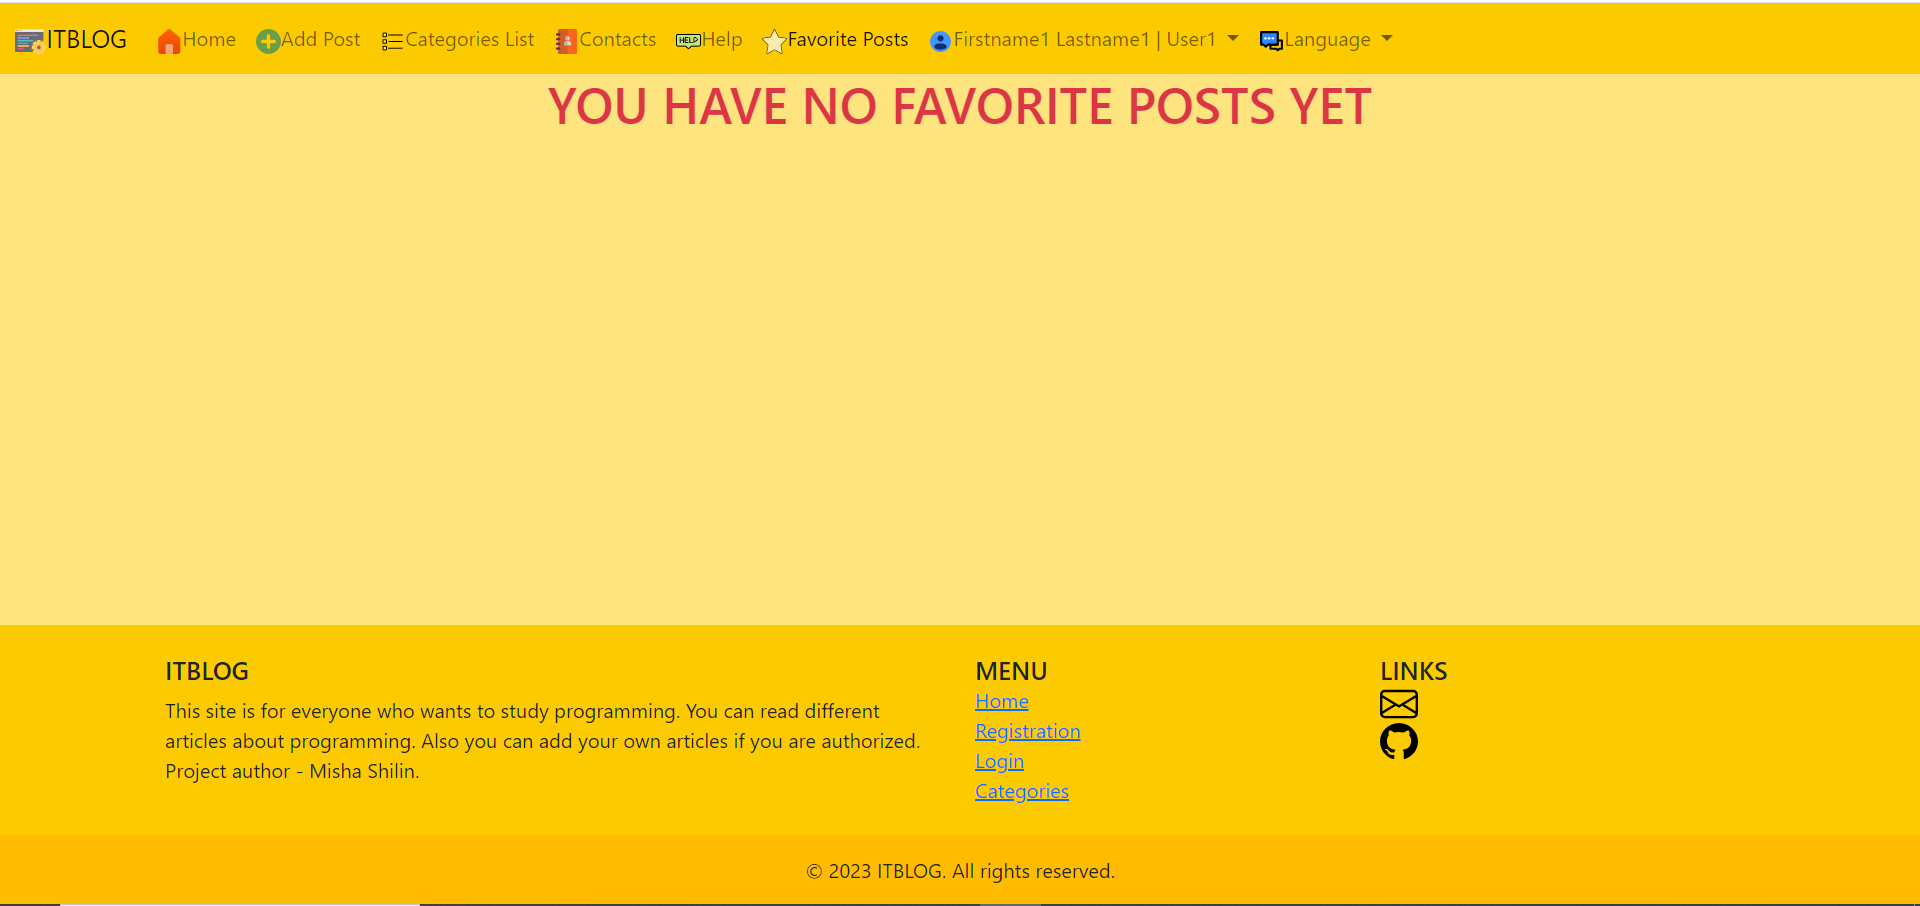 ITBLOG Home Add Post Categories List Contacts HELP Help Favorite Posts Firstname1 Lastname1 | User1 Language
YOU HAVE NO FAVORITE POSTS YET
ITBLOG
This site is for everyone who wants to study programming. You can read different
articles about programming. Also you can add your own articles if you are authorized.
Project author - Misha Shilin.
MENU
Home
Registration
Login
Categories
LINKS
© 2023 ITBLOG. All rights reserved.